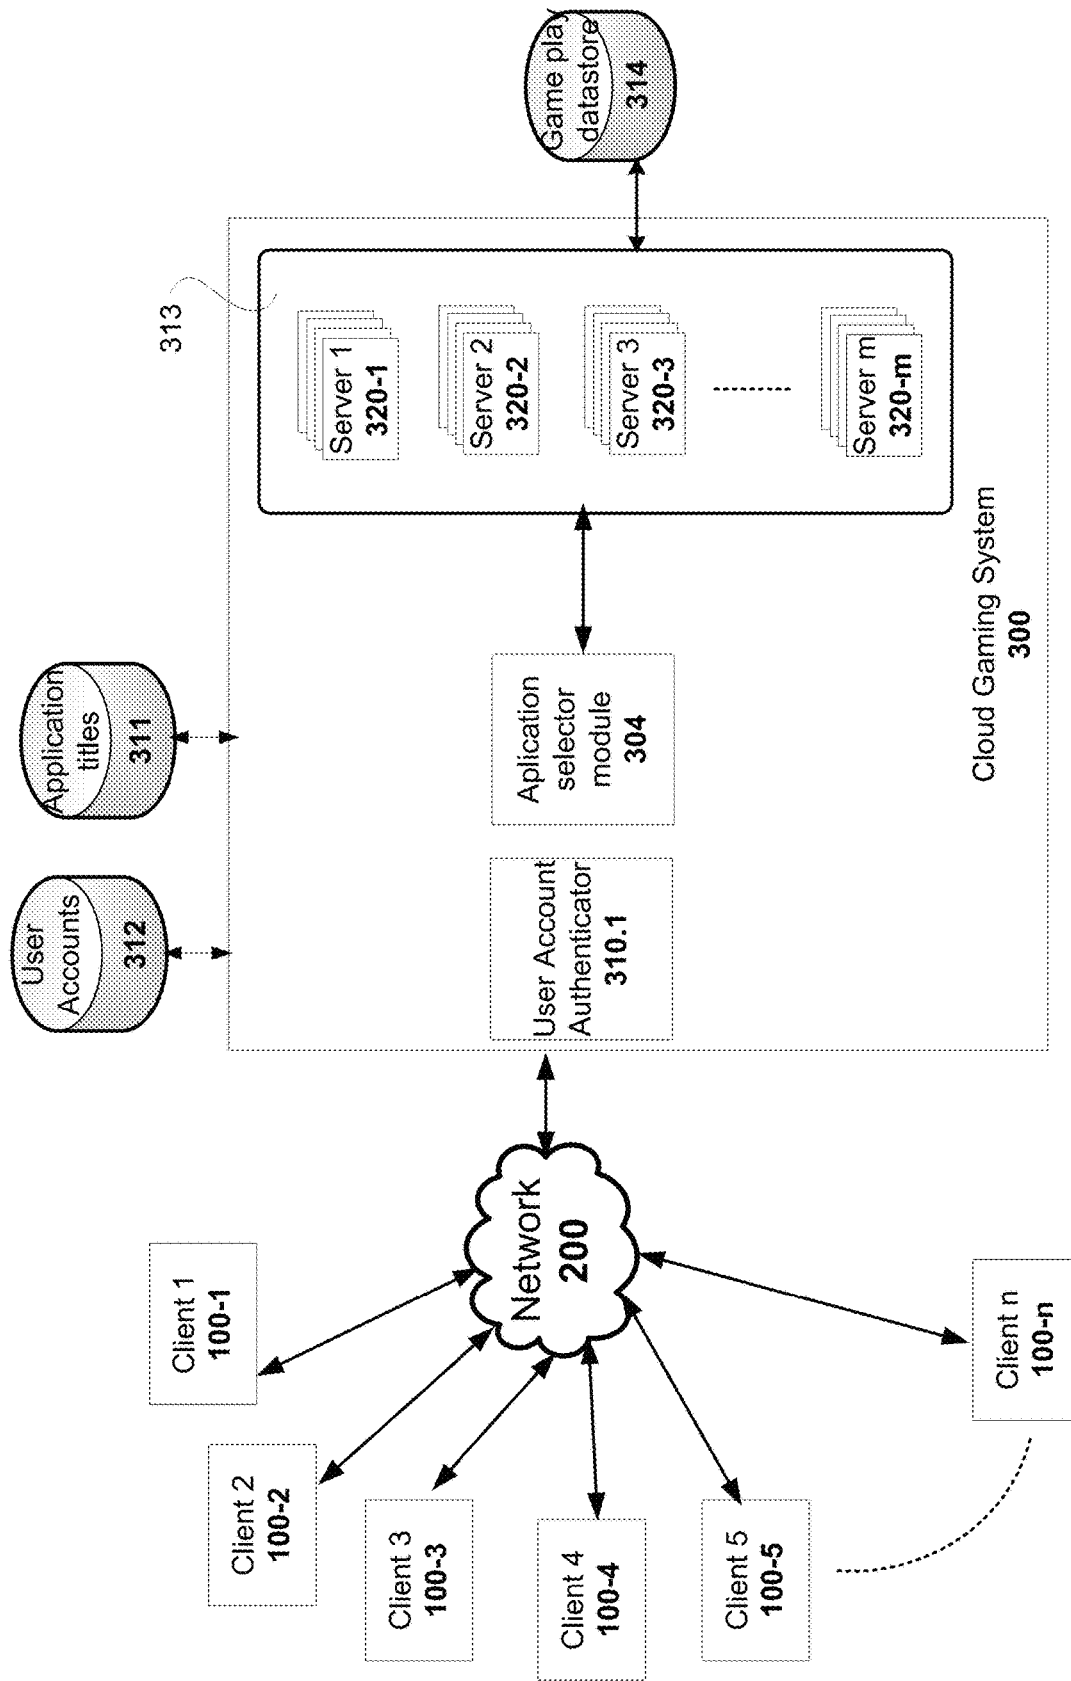 Client 1
100-1
Client 2
100-2
Client 3
100-3
Client 4
100-4
Client 5
100-5
Client n
100-n
Network
200
User
Accounts
312
Application
titles
311
User Account
Authenticator
310.1
Aplication
selector
module
304
313
Server 1
320-1
Server 2
320-2
Server 3
320-3
Server m
320-m
Cloud Gaming System
300
Game play
datastore
314